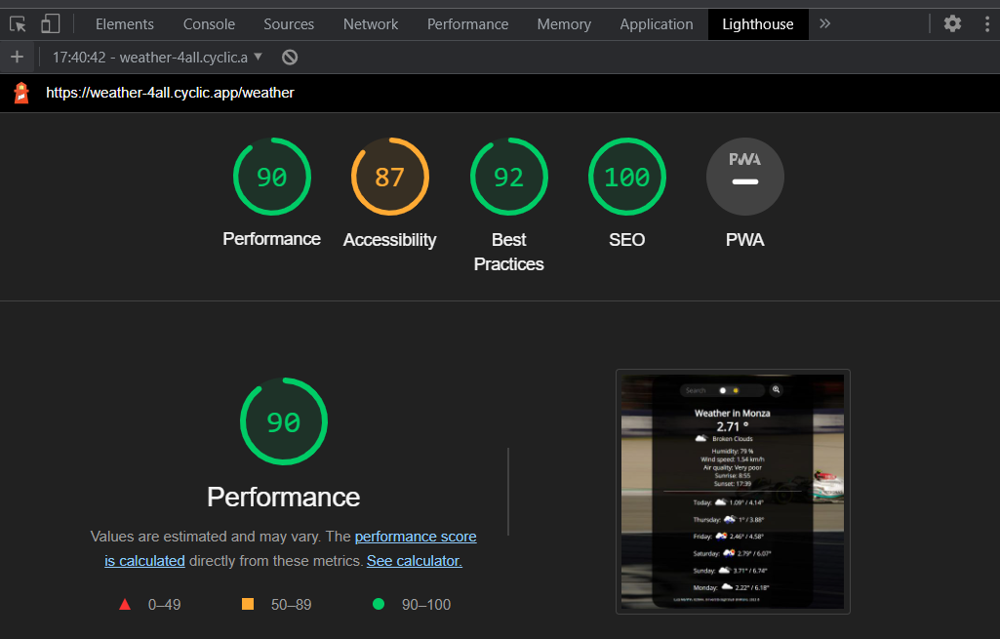 Elements Console Sources Network Performance Memory Application Lighthouse
17:40:42 - weather-4all.cyclic.a
https://weather-4all.cyclic.app/weather
90 87 92 100 PWA
Performance Accessibility Best Practices SEO PWA
90
Performance
Values are estimated and may vary. The performance score
is calculated directly from these metrics. See calculator.
0–49 50–89 90–100
Search
Weather in Monza
2.71 °
Broken Clouds
Humidity: 79 %
Wind speed: 1.54 km/h
Air quality: Very poor
Sunrise: 8:55
Sunset: 17:39
Today: 1.09° / 4.14°
Thursday: 1° / 3.88°
Friday: 2.46° / 4.58°
Saturday: 2.79° / 6.07°
Sunday: 3.71° / 6.74°
Monday: 2.22° / 6.18°